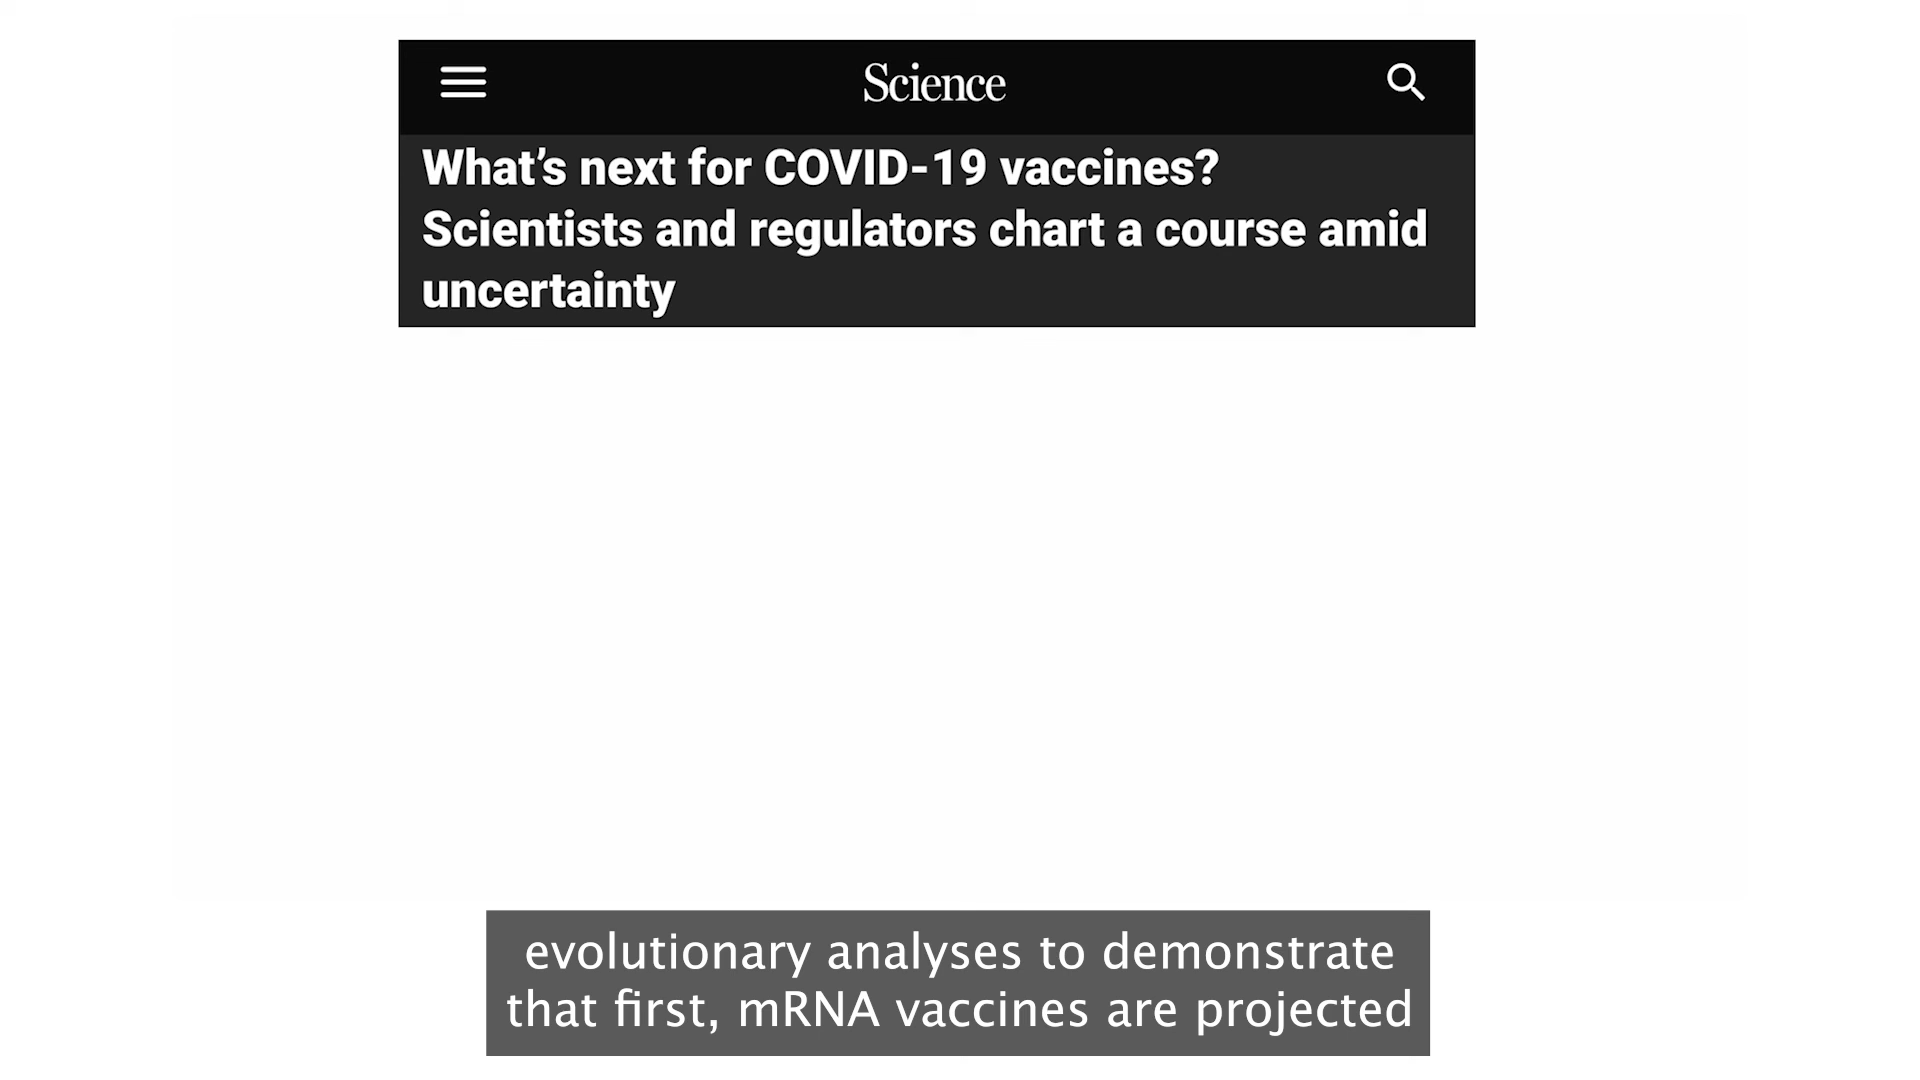 Science
What’s next for COVID-19 vaccines?
Scientists and regulators chart a course amid
uncertainty
evolutionary analyses to demonstrate
that first, mRNA vaccines are projected